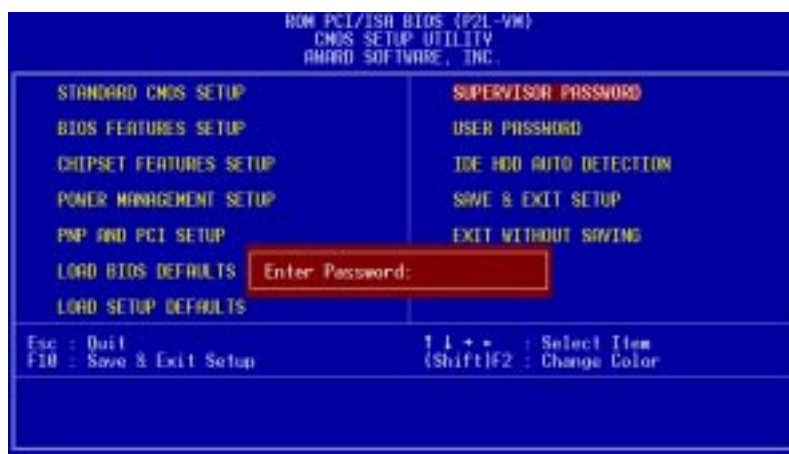 ROM PCI/ISA BIOS (P2L-VM)
CMOS SETUP UTILITY
AWARD SOFTWARE, INC.
STANDARD CMOS SETUP
BIOS FEATURES SETUP
CHIPSET FEATURES SETUP
POWER MANAGEMENT SETUP
PNP AND PCI SETUP
LOAD BIOS DEFAULTS
LOAD SETUP DEFAULTS
SUPERVISOR PASSWORD
USER PASSWORD
IDE HDD AUTO DETECTION
SAVE & EXIT SETUP
EXIT WITHOUT SAVING
Enter Password:
Esc : Quit
F10 : Save & Exit Setup
↑ ↓ → ← : Select Item
(Shift)F2 : Change Color